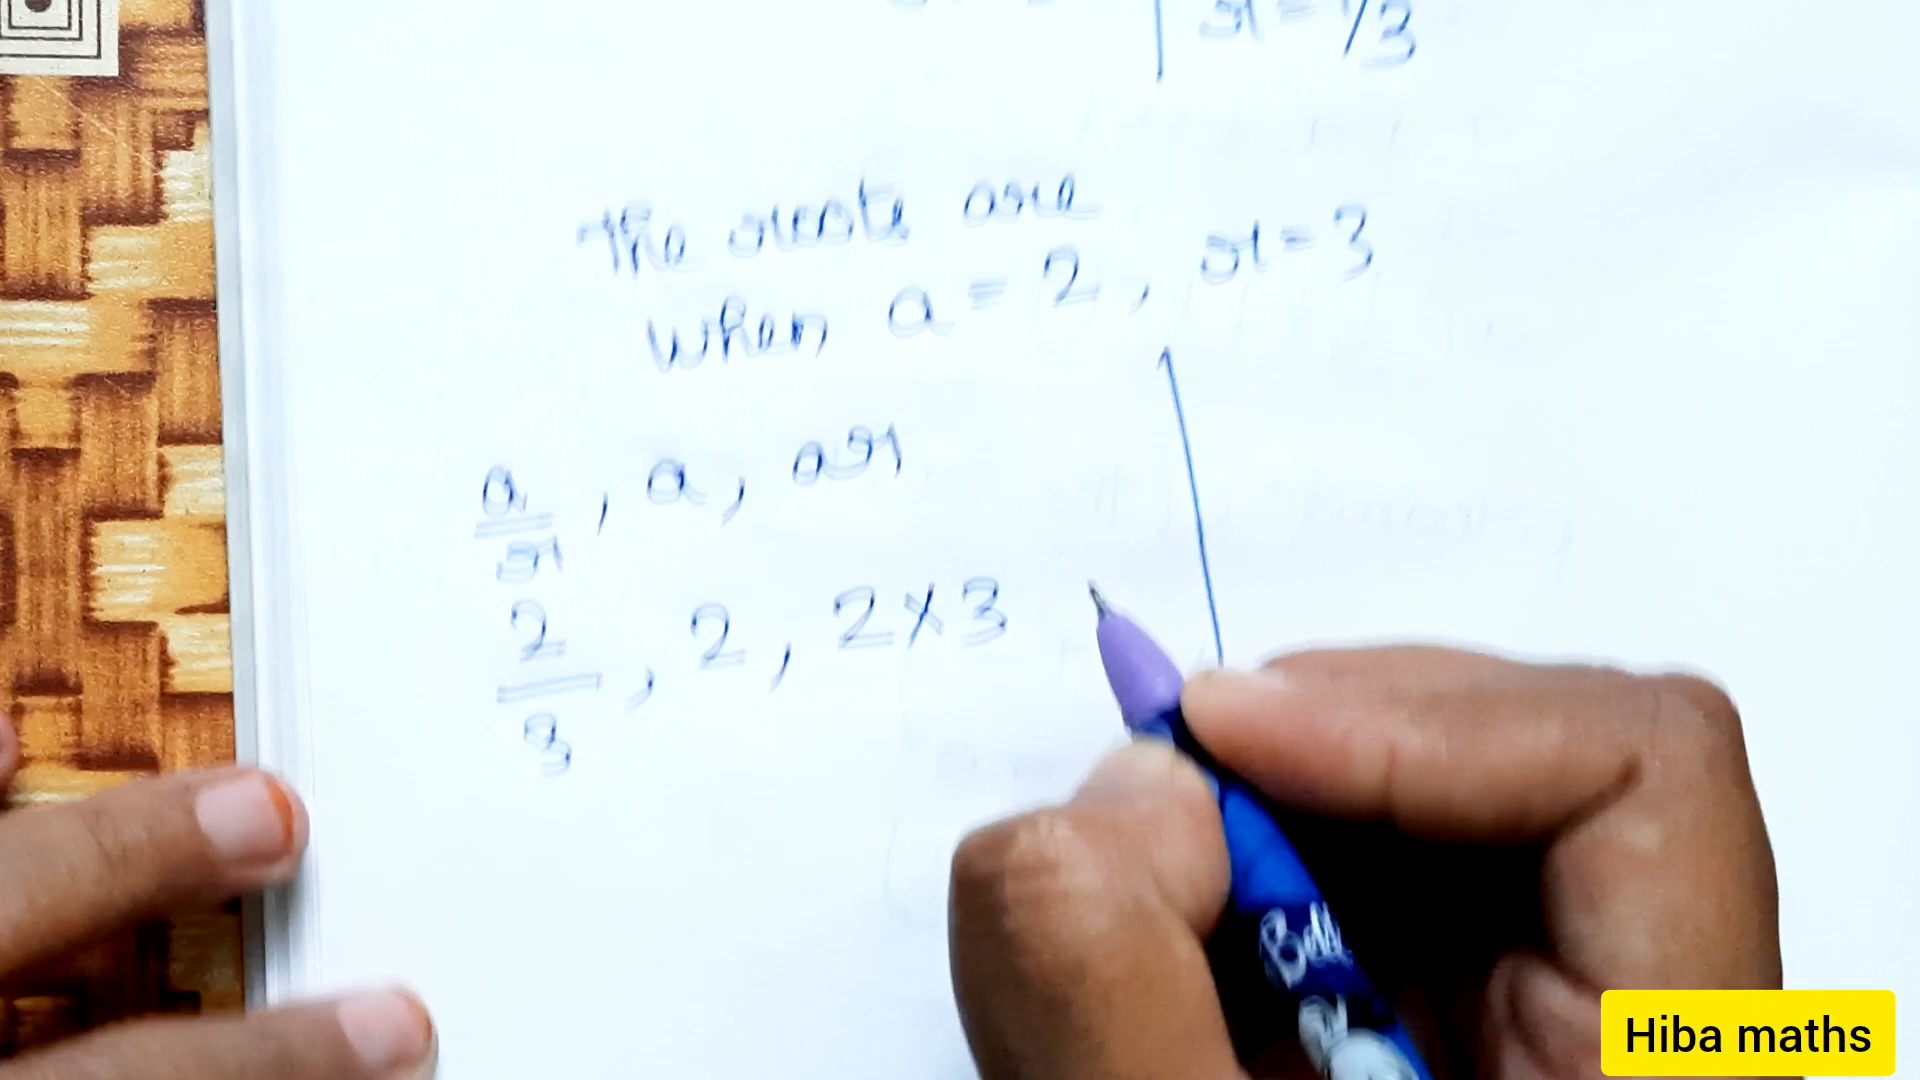 r = 1/3
The roots are
when a = 2, r = 3
a/r, a, ar
2/3, 2, 2×3
Hiba maths